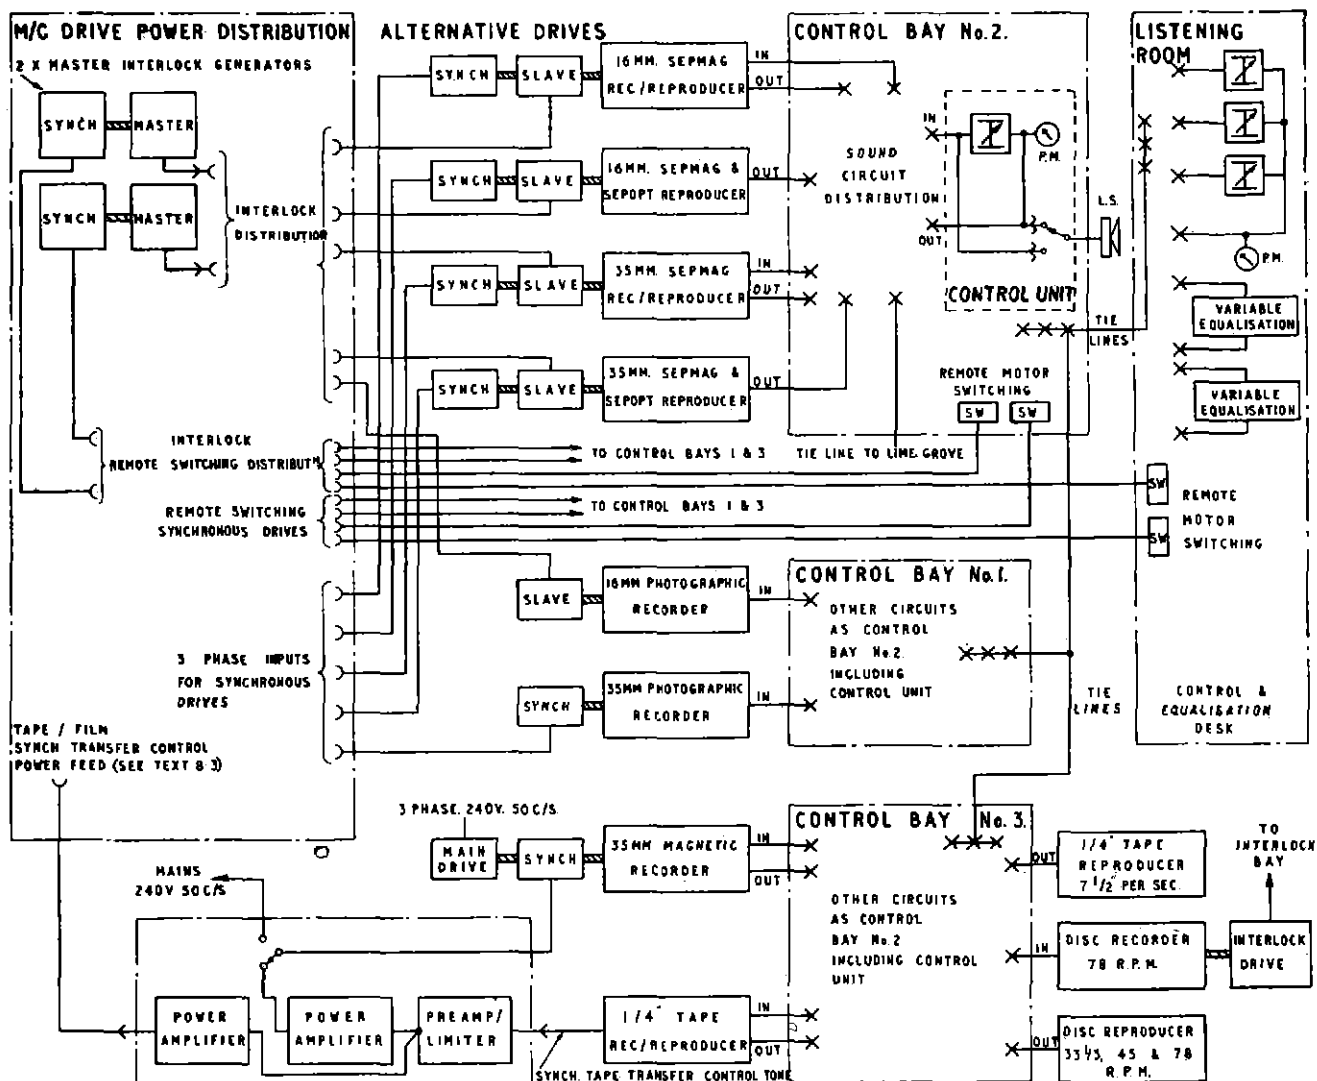 M/C DRIVE POWER DISTRIBUTION
2 X MASTER INTERLOCK GENERATORS
SYNCH
MASTER
SYNCH
MASTER
INTERLOCK
DISTRIBUTION
INTERLOCK
REMOTE SWITCHING DISTRIBUTN
REMOTE SWITCHING
SYNCHRONOUS DRIVES
3 PHASE INPUTS
FOR SYNCHRONOUS
DRIVES
TAPE / FILM
SYNCH TRANSFER CONTROL
POWER FEED (SEE TEXT 8·3)
ALTERNATIVE DRIVES
SYNCH
SLAVE
16MM. SEPMAG
REC/REPRODUCER
IN
OUT
SYNCH
SLAVE
16MM. SEPMAG &
SEPOPT REPRODUCER
OUT
SYNCH
SLAVE
35MM. SEPMAG
REC/REPRODUCER
IN
OUT
SYNCH
SLAVE
35MM. SEPMAG &
SEPOPT REPRODUCER
OUT
TO CONTROL BAYS 1 & 3
TO CONTROL BAYS 1 & 3
TIE LINE TO LIME GROVE
SLAVE
16MM PHOTOGRAPHIC
RECORDER
IN
SYNCH
35MM PHOTOGRAPHIC
RECORDER
IN
CONTROL BAY No.2.
IN
P.M.
SOUND
CIRCUIT
DISTRIBUTION
OUT
CONTROL UNIT
L.S.
TIE
LINES
REMOTE MOTOR
SWITCHING
SW
SW
LISTENING
ROOM
P.M.
VARIABLE
EQUALISATION
VARIABLE
EQUALISATION
SW
SW
REMOTE
MOTOR
SWITCHING
CONTROL &
EQUALISATION
DESK
CONTROL BAY No.1.
OTHER CIRCUITS
AS CONTROL
BAY No.2
INCLUDING
CONTROL UNIT
TIE
LINES
3 PHASE. 240V. 50C/S.
MAIN
DRIVE
SYNCH
35MM MAGNETIC
RECORDER
IN
OUT
MAINS
240V 50C/S
POWER
AMPLIFIER
POWER
AMPLIFIER
PREAMP/
LIMITER
1/4" TAPE
REC/REPRODUCER
IN
OUT
SYNCH. TAPE TRANSFER CONTROL TONE
CONTROL BAY No. 3.
OTHER CIRCUITS
AS CONTROL
BAY No.2
INCLUDING CONTROL
UNIT
OUT
1/4" TAPE
REPRODUCER
7 1/2" PER SEC.
IN
DISC RECORDER
78 R.P.M.
INTERLOCK
DRIVE
TO
INTERLOCK
BAY
OUT
DISC REPRODUCER
33 1/3, 45 & 78
R.P.M.